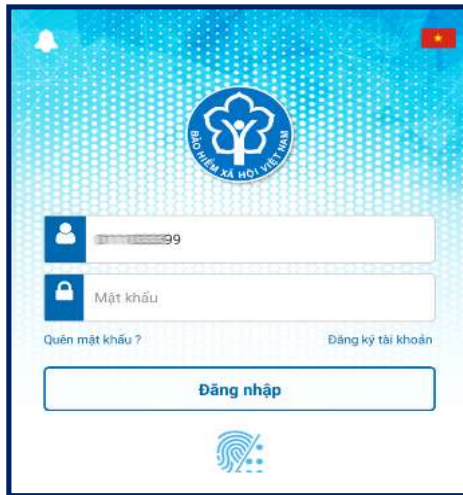 BẢO HIỂM XÃ HỘI VIỆT NAM
99
Mật khẩu
Quên mật khẩu ?
Đăng ký tài khoản
Đăng nhập